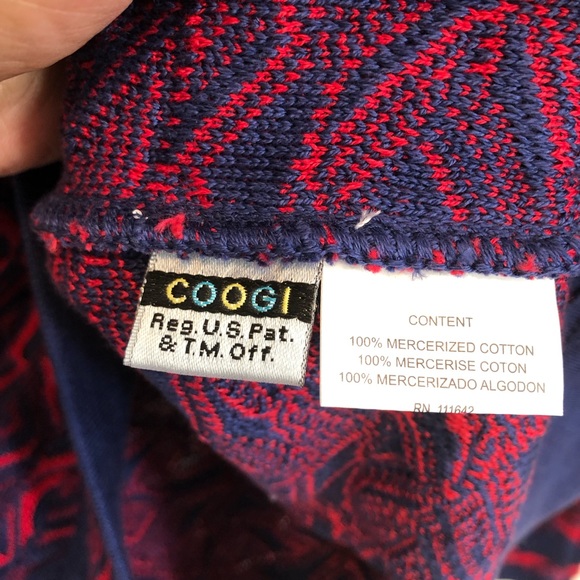 COOGI
Reg. U.S. Pat.
& T.M. Off.
CONTENT
100% MERCERIZED COTTON
100% MERCERISE COTON
100% MERCERIZADO ALGODON
RN 111642